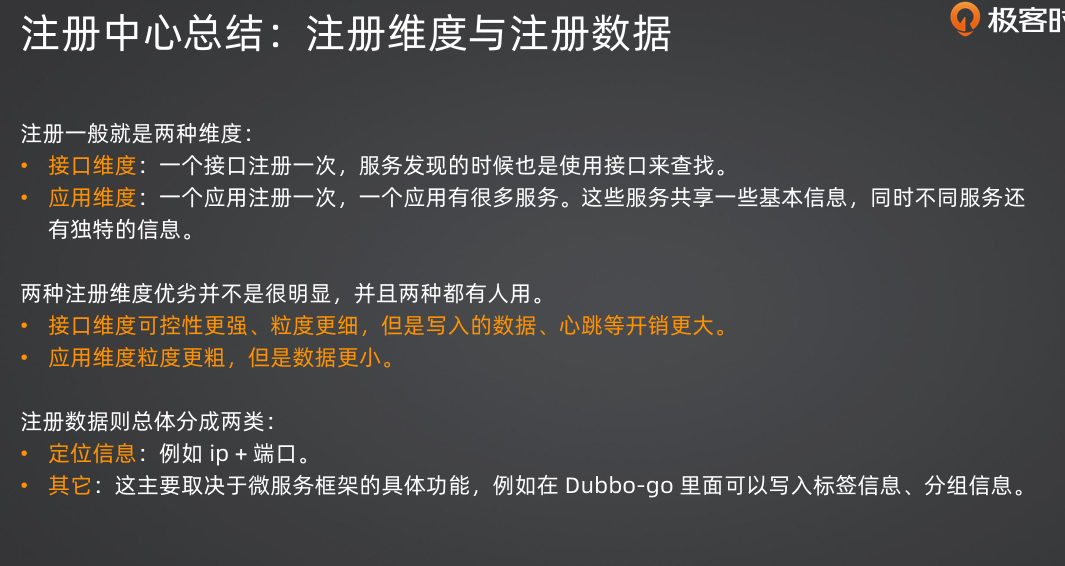 注册中心总结：注册维度与注册数据
极客时
注册一般就是两种维度：
• 接口维度：一个接口注册一次，服务发现的时候也是使用接口来查找。
• 应用维度：一个应用注册一次，一个应用有很多服务。这些服务共享一些基本信息，同时不同服务还
有独特的信息。
两种注册维度优劣并不是很明显，并且两种都有人用。
• 接口维度可控性更强、粒度更细，但是写入的数据、心跳等开销更大。
• 应用维度粒度更粗，但是数据更小。
注册数据则总体分成两类：
• 定位信息：例如 ip + 端口。
• 其它：这主要取决于微服务框架的具体功能，例如在 Dubbo-go 里面可以写入标签信息、分组信息。